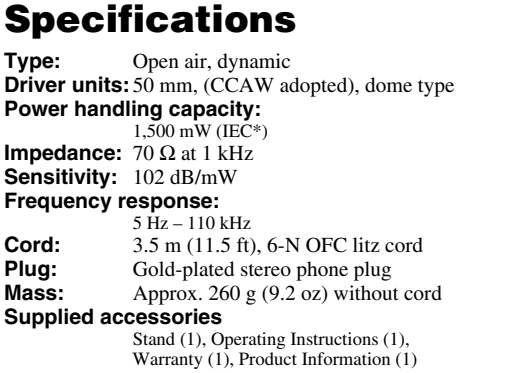 Specifications
Type: Open air, dynamic
Driver units: 50 mm, (CCAW adopted), dome type
Power handling capacity:
1,500 mW (IEC*)
Impedance: 70 Ω at 1 kHz
Sensitivity: 102 dB/mW
Frequency response:
5 Hz – 110 kHz
Cord: 3.5 m (11.5 ft), 6-N OFC litz cord
Plug: Gold-plated stereo phone plug
Mass: Approx. 260 g (9.2 oz) without cord
Supplied accessories
Stand (1), Operating Instructions (1),
Warranty (1), Product Information (1)